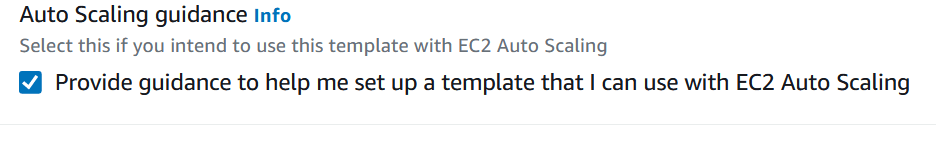 Auto Scaling guidance Info
Select this if you intend to use this template with EC2 Auto Scaling
Provide guidance to help me set up a template that I can use with EC2 Auto Scaling